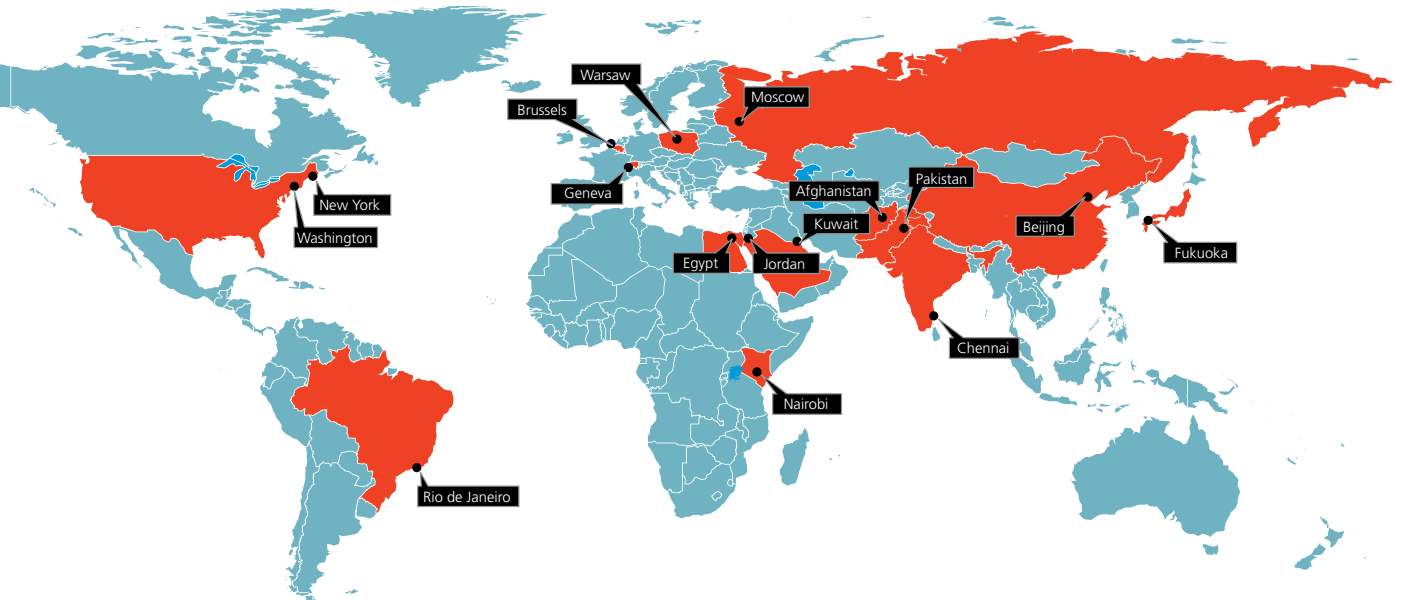 Warsaw
Moscow
Brussels
Pakistan
Afghanistan
Geneva
New York
Kuwait
Beijing
Washington
Fukuoka
Egypt
Jordan
Chennai
Nairobi
Rio de Janeiro